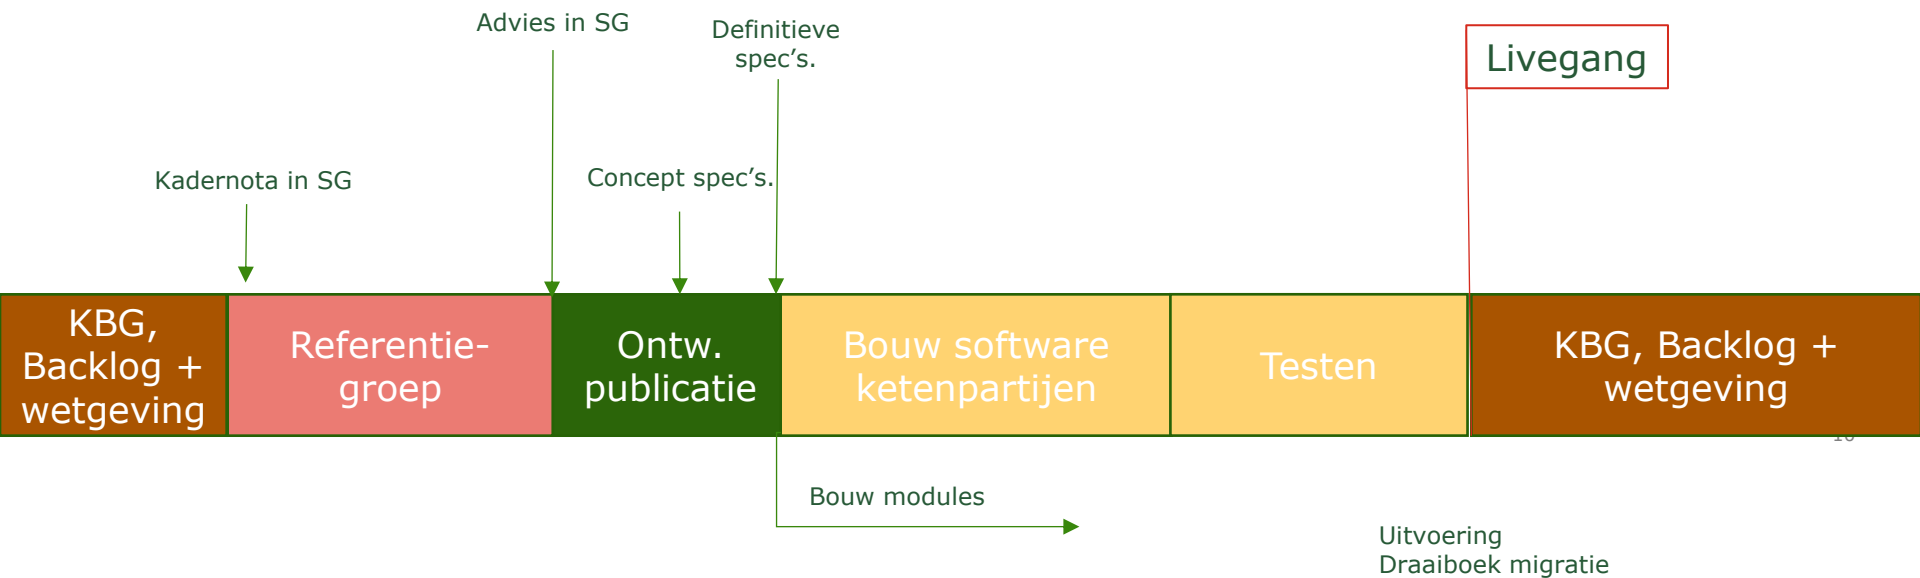 Advies in SG
Definitieve
spec's.
Livegang
Kadernota in SG
Concept spec's.
KBG,
Backlog +
wetgeving
Referentie-
groep
Ontw.
publicatie
Bouw software
ketenpartijen
Testen
KBG, Backlog +
wetgeving
Bouw modules
Uitvoering
Draaiboek migratie